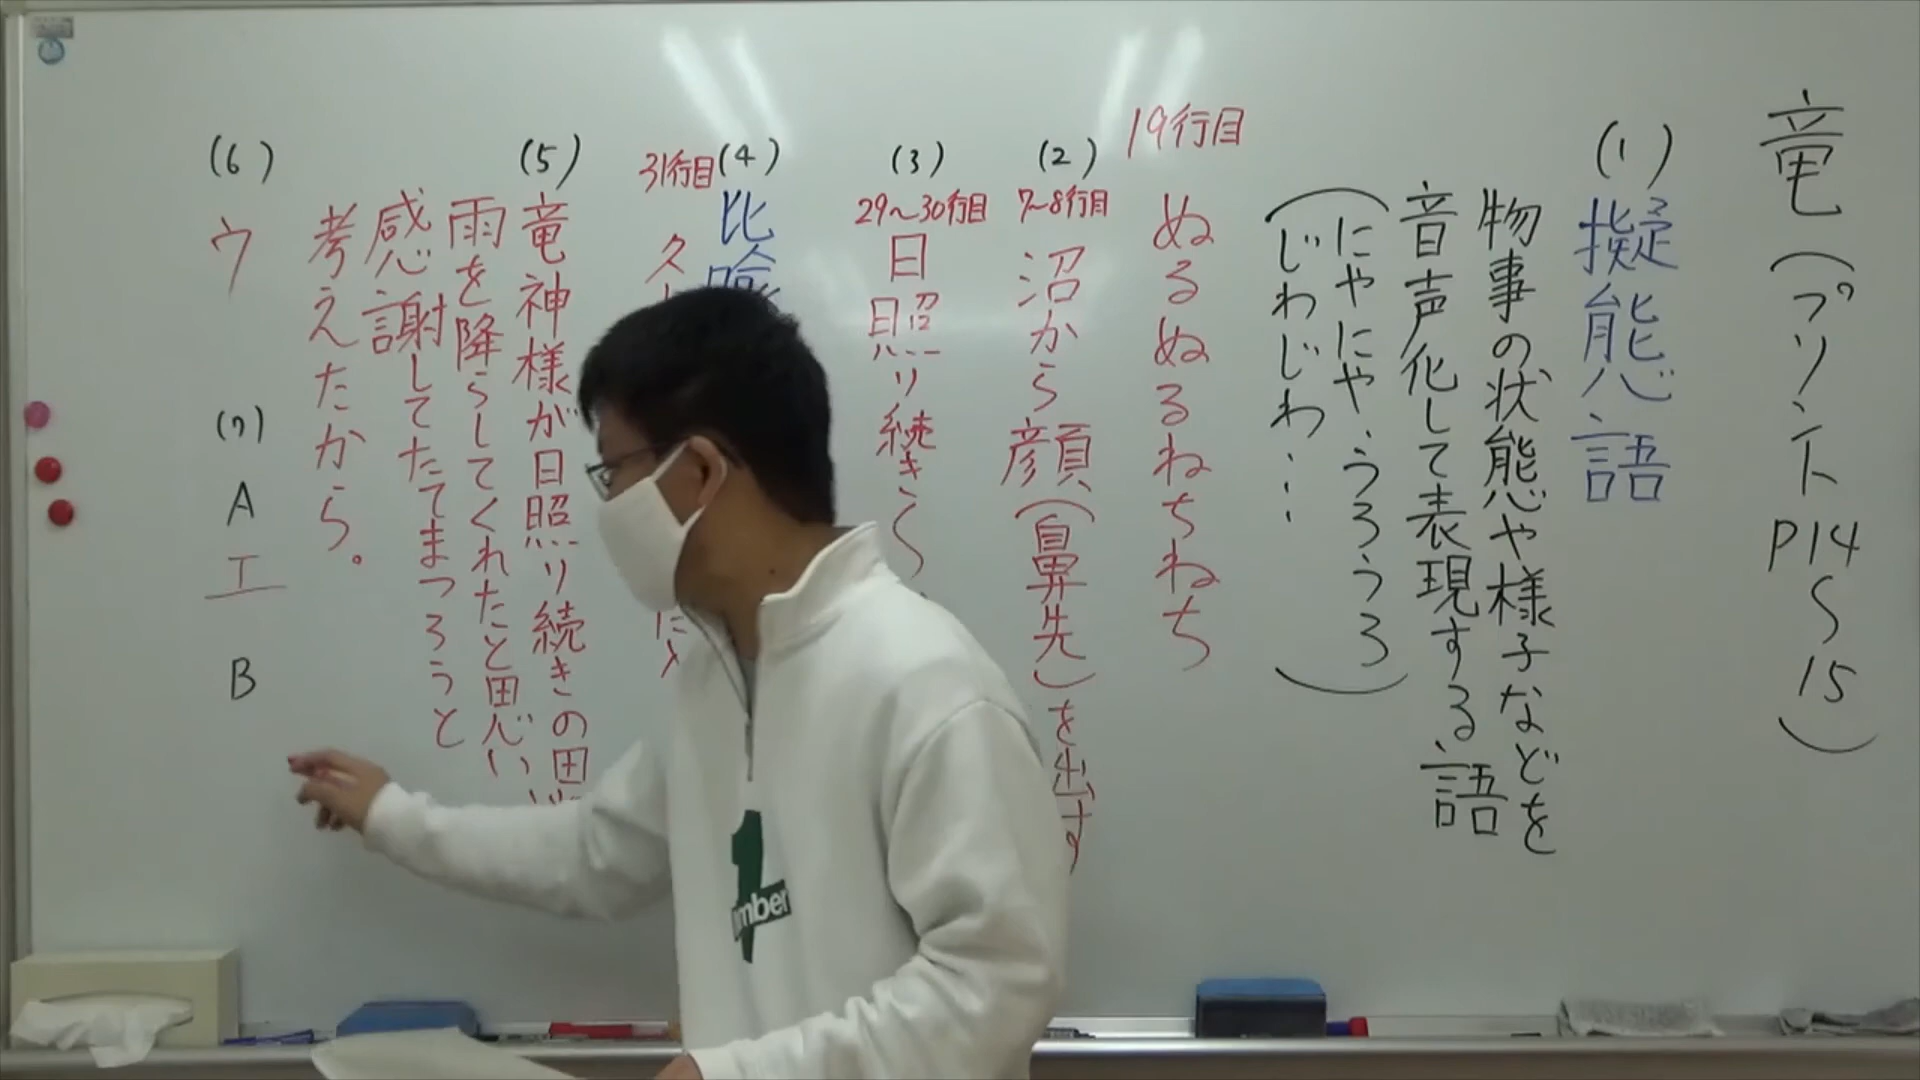 竜（プリントP14〜15）
(1)
擬態語
物事の状態や様子などを
音声化して表現する語
（にやにや・うろうろ
じわじわ・・・）
19行目
ぬるぬるねちねち
(2)
7〜8行目
沼から顔（鼻先）を出す
(3)
29〜30行目
日照り続き
(4)
比喩
31行目
(5)
竜神様が日照り続きの田
雨を降らしてくれたと思い、
感謝してたてまつろうと
考えたから。
(6)
ウ
(7)
A
エ
B
1
mber